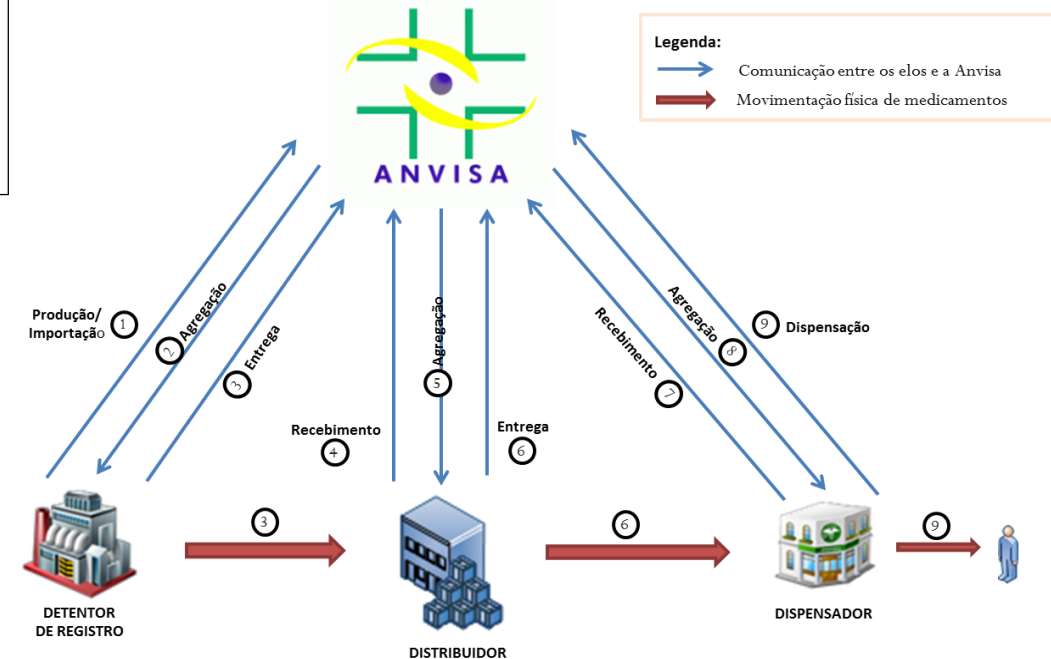 Legenda:
Comunicação entre os elos e a Anvisa
Movimentação física de medicamentos
ANVISA
Produção/
Importação
1
2
Agregação
3
Entrega
Recebimento
4
Agregação
5
Entrega
6
Recebimento
7
Agregação
8
9
Dispensação
3
6
9
DETENTOR
DE REGISTRO
DISTRIBUIDOR
DISPENSADOR